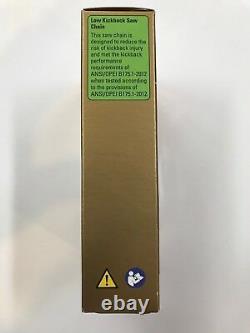 Low Kickback Saw
Chain
This saw chain is
designed to reduce the
risk of kickback injury
and met the kickback
performance
requirements of
ANSI/OPEI B175.1-2012
when tested according
to the provisions of
ANSI/OPEI B175.1-2012.